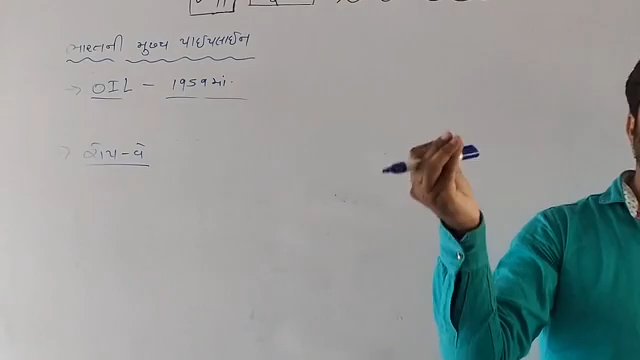 ભારતની મુખ્ય પાઈપલાઈન
→ OIL - 1959માં.
→ રોપ-વે